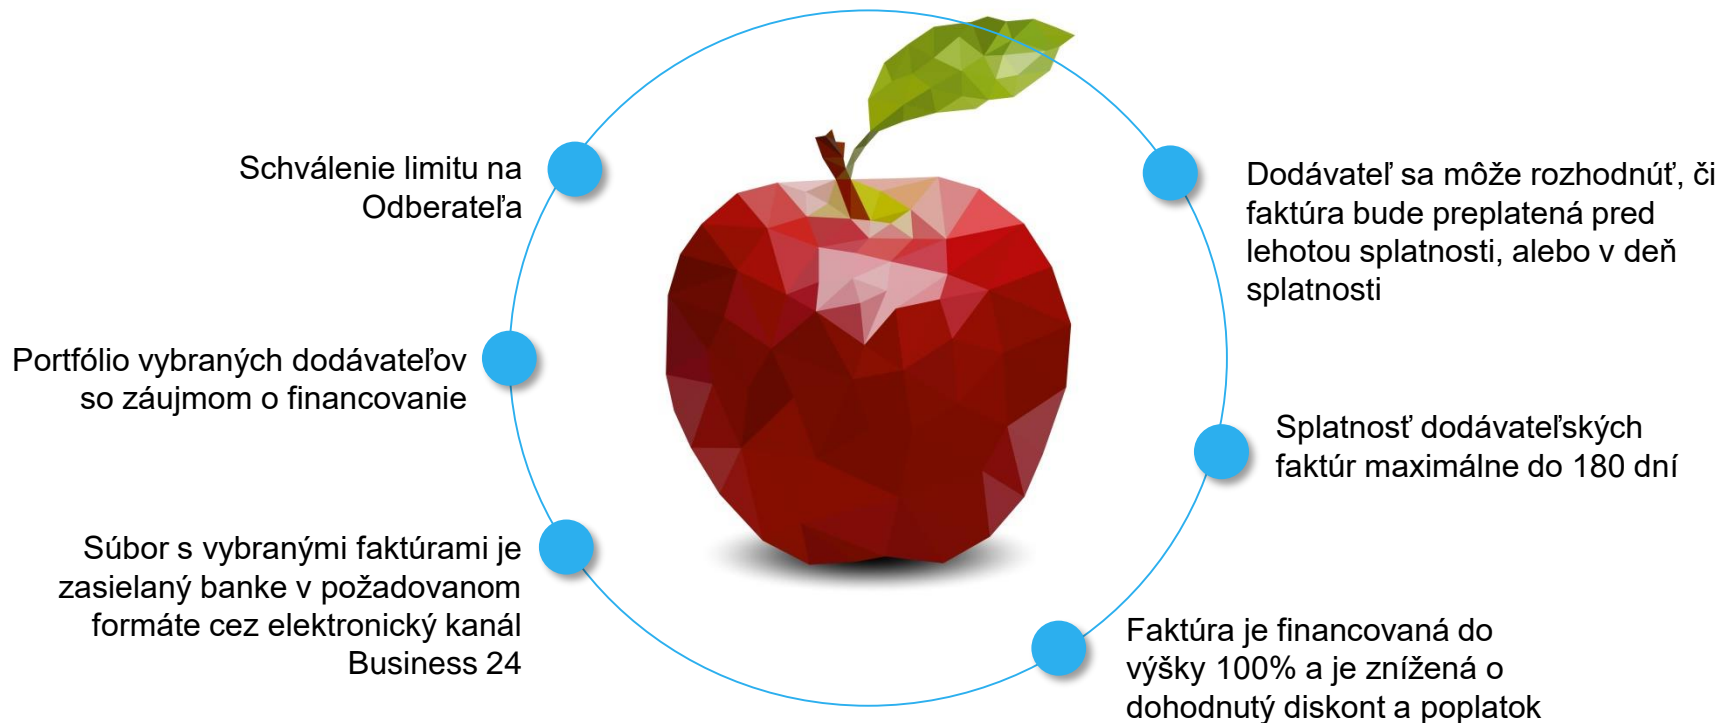 Schválenie limitu na
Odberateľa
Portfólio vybraných dodávateľov
so záujmom o financovanie
Súbor s vybranými faktúrami je
zasielaný banke v požadovanom
formáte cez elektronický kanál
Business 24
Dodávateľ sa môže rozhodnúť, či
faktúra bude preplatená pred
lehotou splatnosti, alebo v deň
splatnosti
Splatnosť dodávateľských
faktúr maximálne do 180 dní
Faktúra je financovaná do
výšky 100% a je znížená o
dohodnutý diskont a poplatok